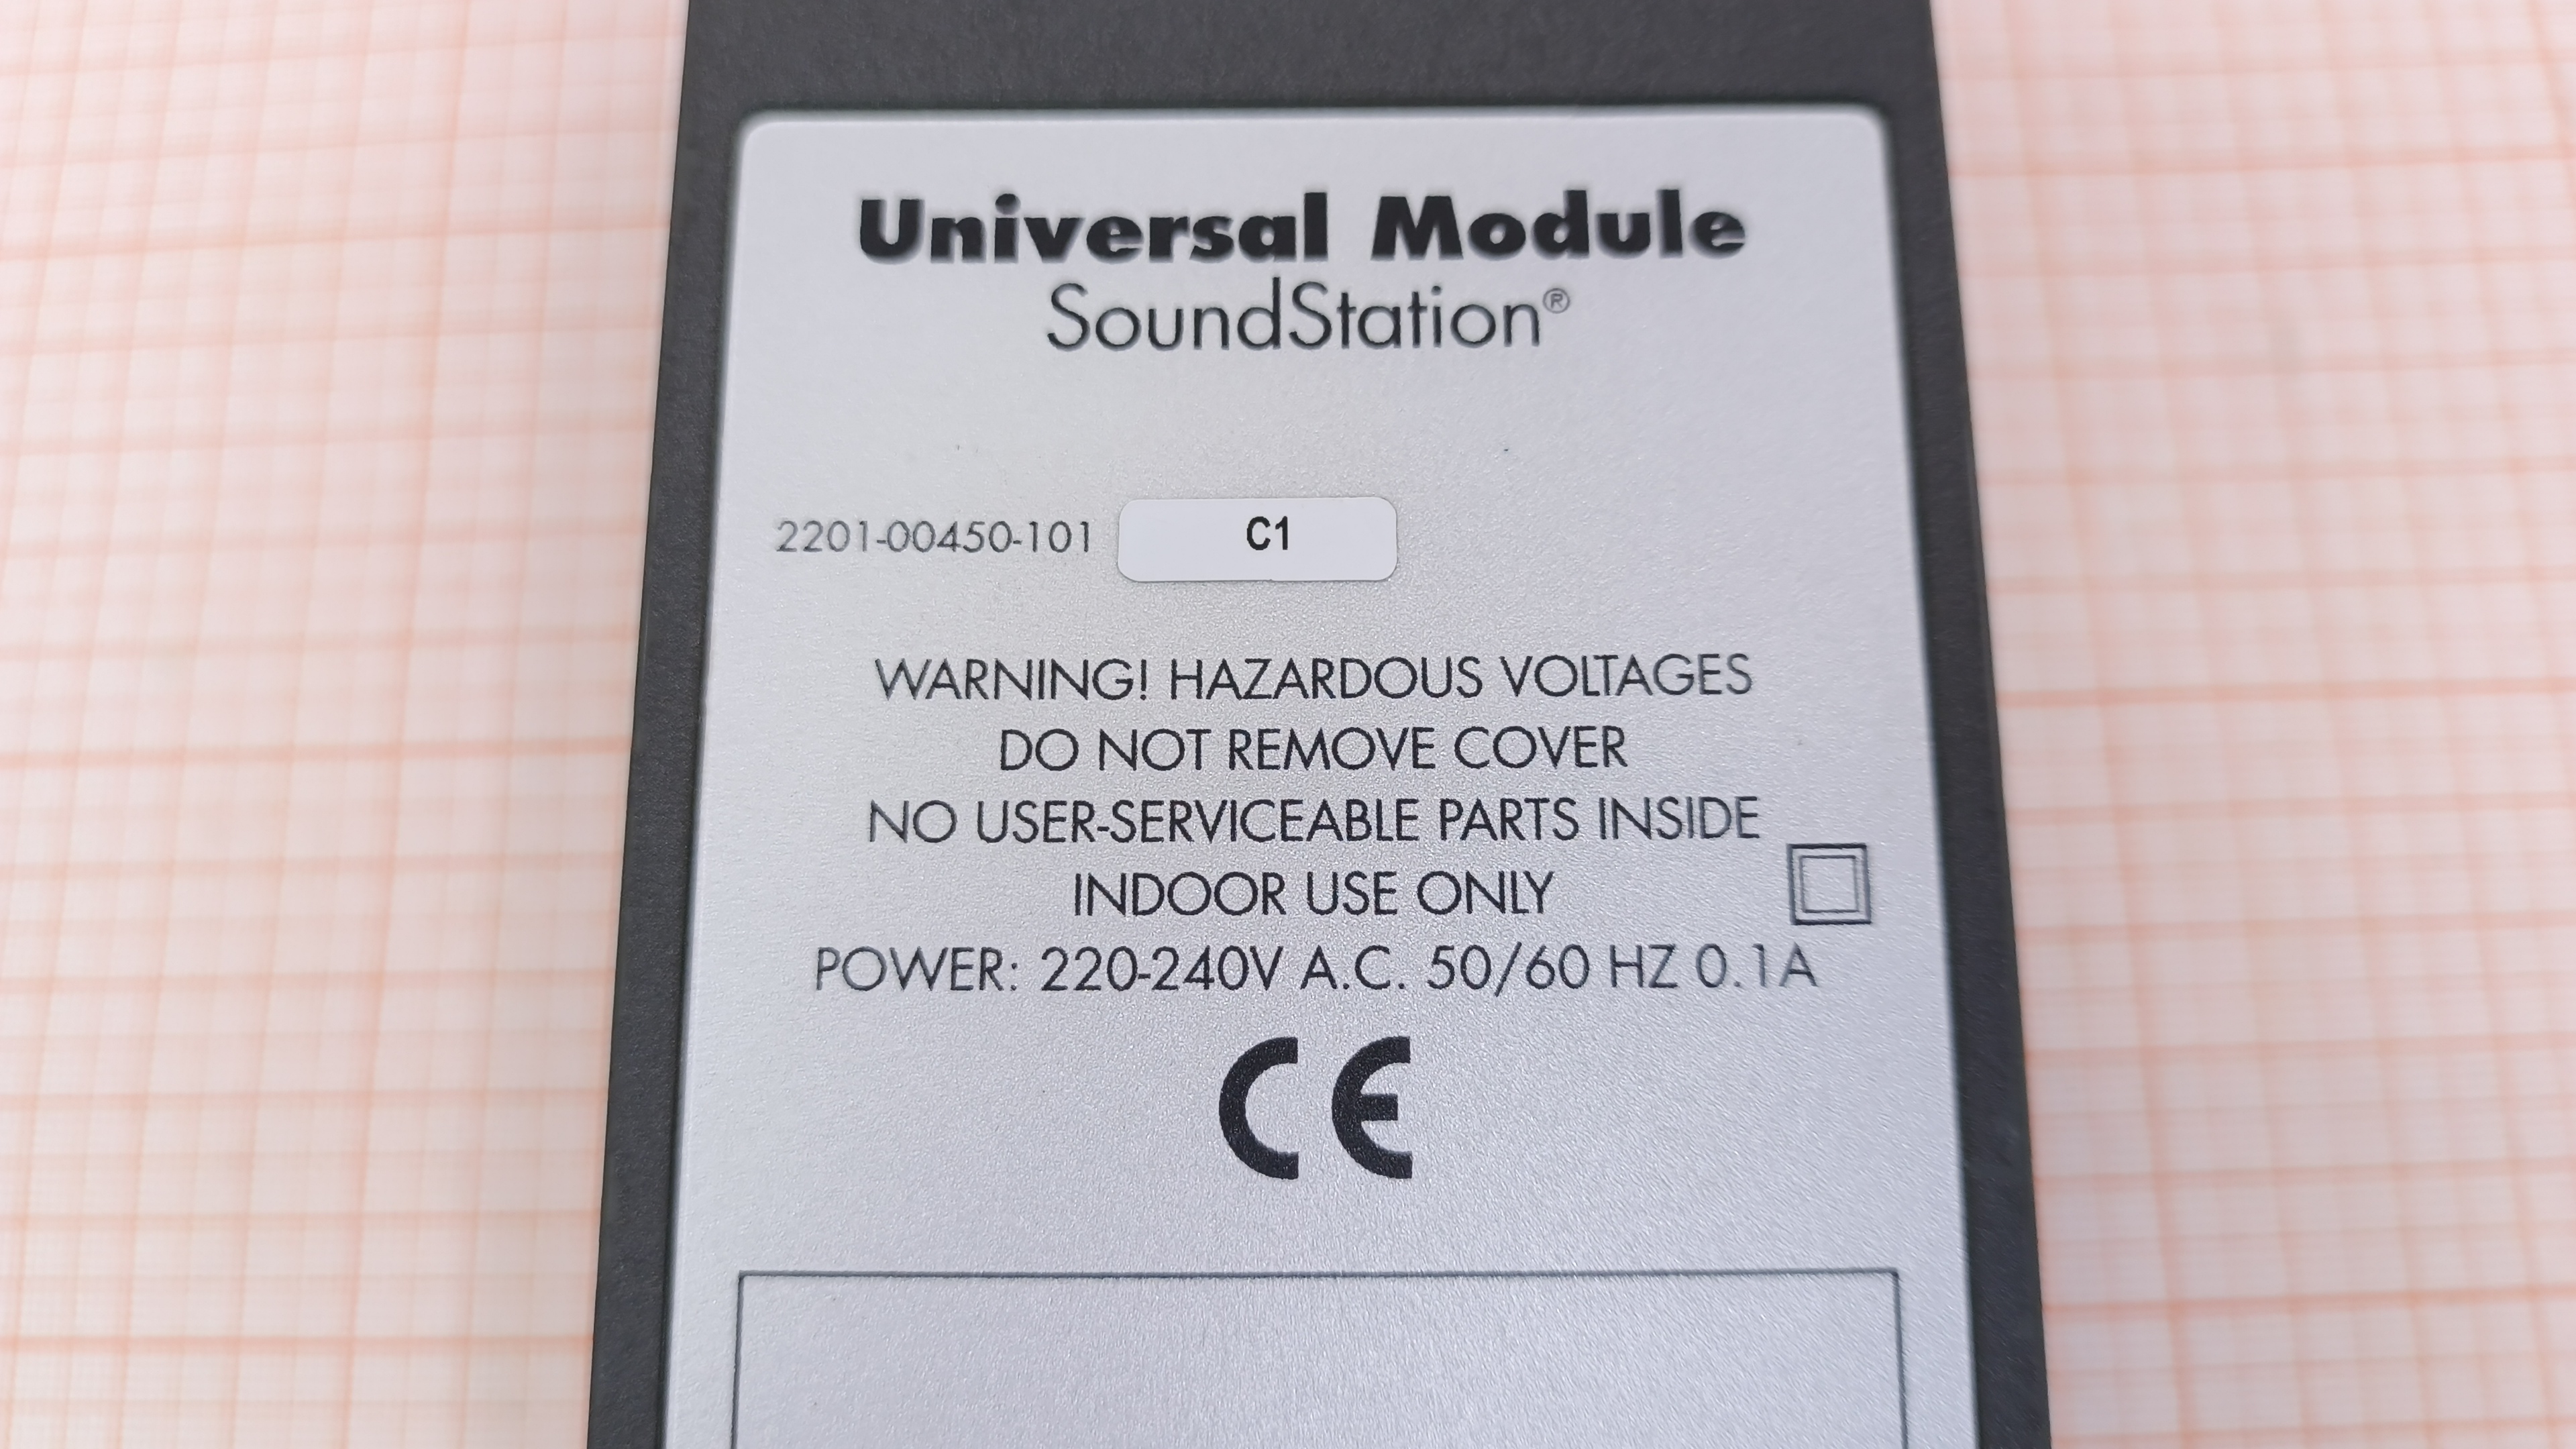 Universal Module
SoundStation®
2201-00450-101 C1
WARNING! HAZARDOUS VOLTAGES
DO NOT REMOVE COVER
NO USER-SERVICEABLE PARTS INSIDE
INDOOR USE ONLY
POWER: 220-240V A.C. 50/60 HZ 0.1A
CE